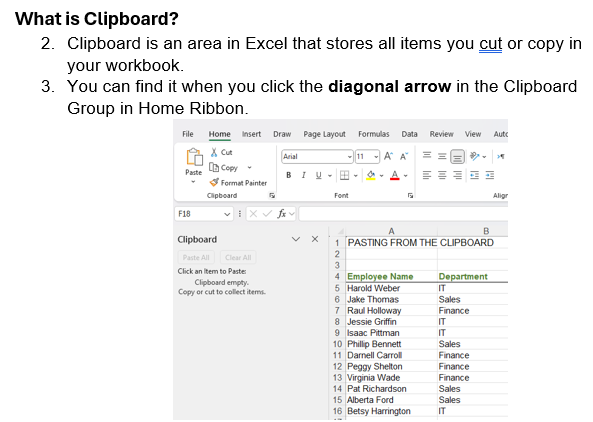 What is Clipboard?
2. Clipboard is an area in Excel that stores all items you cut or copy in
your workbook.
3. You can find it when you click the diagonal arrow in the Clipboard
Group in Home Ribbon.
File Home Insert Draw Page Layout Formulas Data Review View Autc
Cut
Copy
Paste
Format Painter
Clipboard
Arial 11 A^ A˅
B I U A
Font
Aligr
F18 fx
Clipboard
Paste All Clear All
Click an Item to Paste:
Clipboard empty.
Copy or cut to collect items.
A B
1 PASTING FROM THE CLIPBOARD
2
3
4 Employee Name Department
5 Harold Weber IT
6 Jake Thomas Sales
7 Raul Holloway Finance
8 Jessie Griffin IT
9 Isaac Pittman IT
10 Phillip Bennett Sales
11 Darnell Carroll Finance
12 Peggy Shelton Finance
13 Virginia Wade Finance
14 Pat Richardson Sales
15 Alberta Ford Sales
16 Betsy Harrington IT